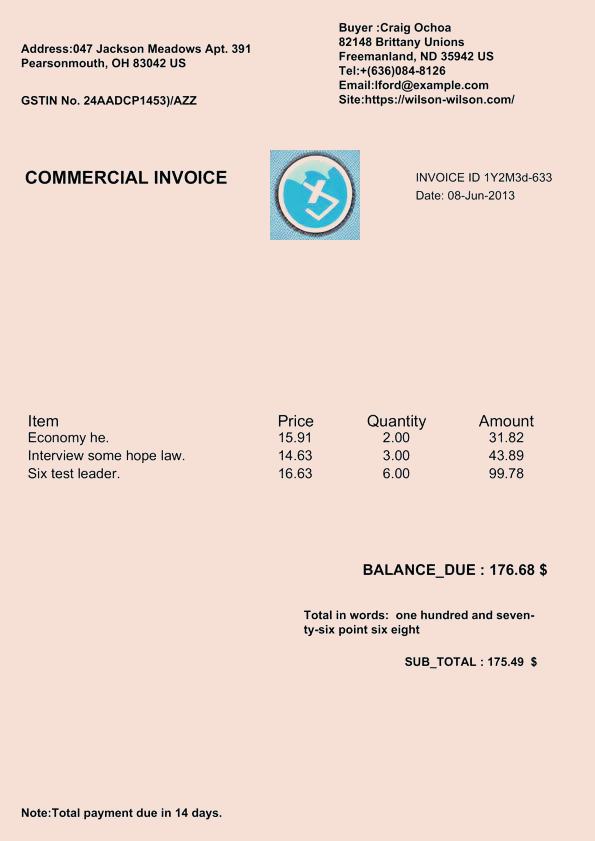 Address:047 Jackson Meadows Apt. 391
Pearsonmouth, OH 83042 US
GSTIN No. 24AADCP1453)/AZZ
Buyer :Craig Ochoa
82148 Brittany Unions
Freemanland, ND 35942 US
Tel:+(636)084-8126
Email:lford@example.com
Site:https://wilson-wilson.com/
COMMERCIAL INVOICE
INVOICE ID 1Y2M3d-633
Date: 08-Jun-2013
Item Price Quantity Amount
Economy he. 15.91 2.00 31.82
Interview some hope law. 14.63 3.00 43.89
Six test leader. 16.63 6.00 99.78
BALANCE_DUE : 176.68 $
Total in words: one hundred and seven-
ty-six point six eight
SUB_TOTAL : 175.49 $
Note:Total payment due in 14 days.